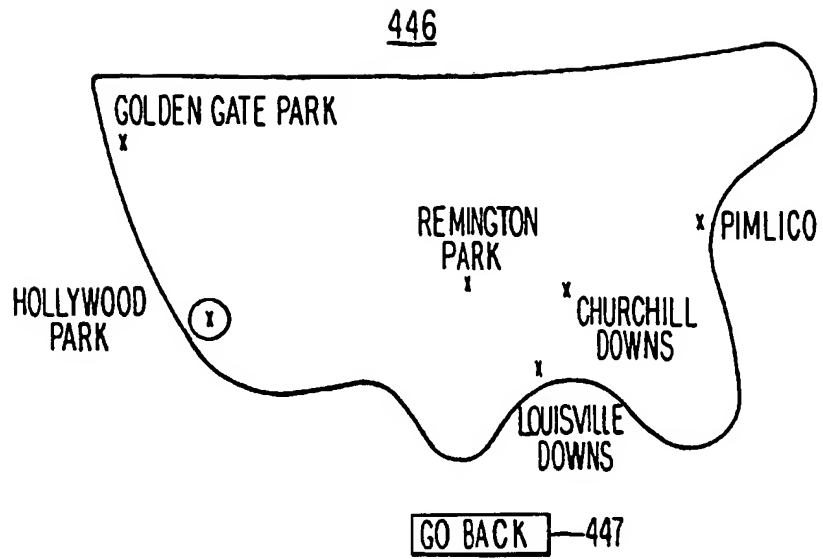 446
GOLDEN GATE PARK
x
REMINGTON
PARK
x
x PIMLICO
HOLLYWOOD
PARK
x
x
CHURCHILL
DOWNS
x
LOUISVILLE
DOWNS
GO BACK 447